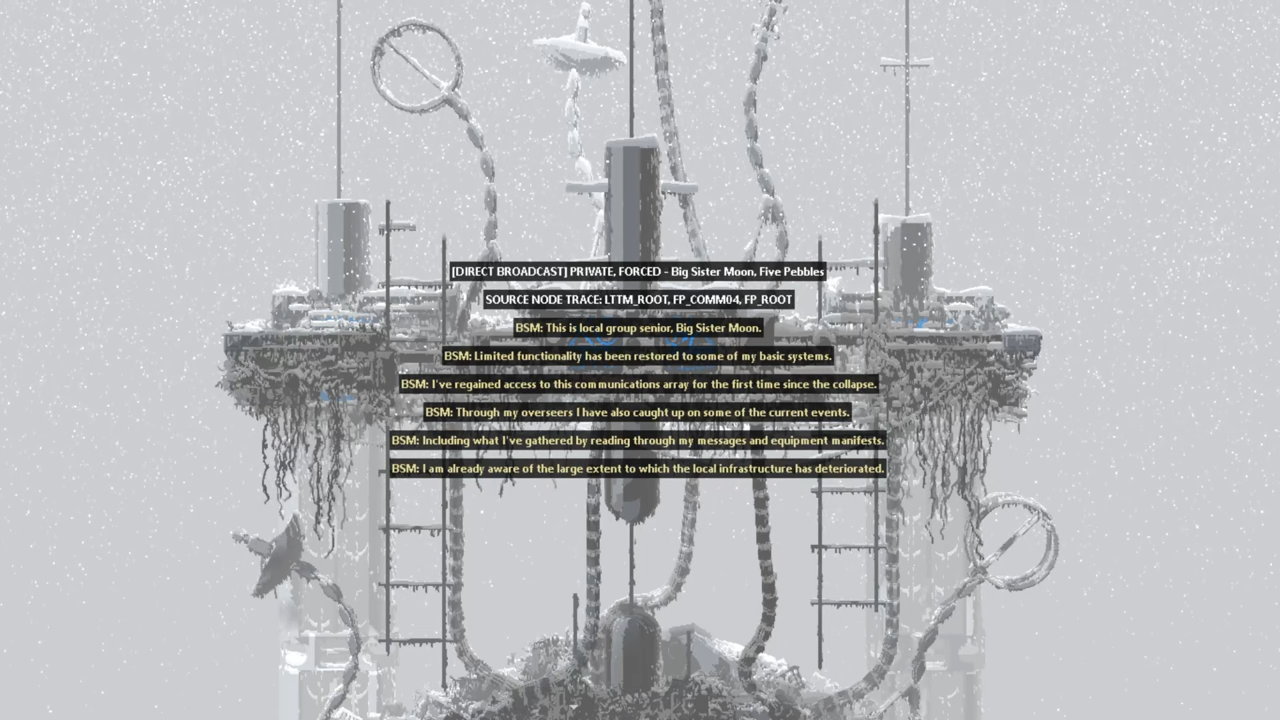 [DIRECT BROADCAST] PRIVATE, FORCED - Big Sister Moon, Five Pebbles
SOURCE NODE TRACE: LTTM_ROOT, FP_COMM04, FP_ROOT
BSM: This is local group senior, Big Sister Moon.
BSM: Limited functionality has been restored to some of my basic systems.
BSM: I've regained access to this communications array for the first time since the collapse.
BSM: Through my overseers I have also caught up on some of the current events.
BSM: Including what I've gathered by reading through my messages and equipment manifests.
BSM: I am already aware of the large extent to which the local infrastructure has deteriorated.